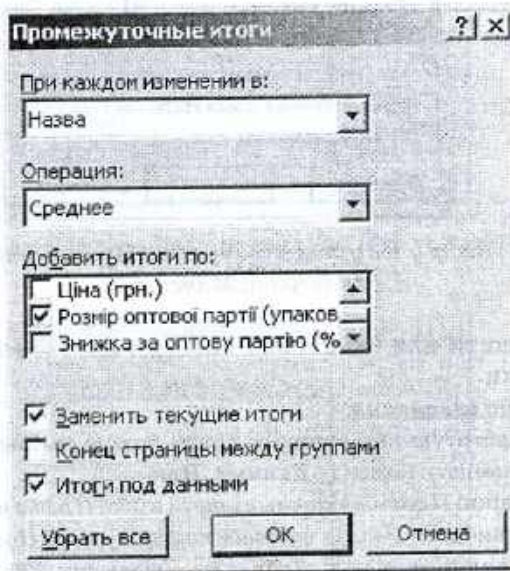 Промежуточные итоги
При каждом изменении в:
Назва
Операция:
Среднее
Добавить итоги по:
Ціна (грн.)
Розмір оптової партії (упаков
Знижка за оптову партію (%
Заменить текущие итоги
Конец страницы между группами
Итоги под данными
Убрать все
OK
Отмена